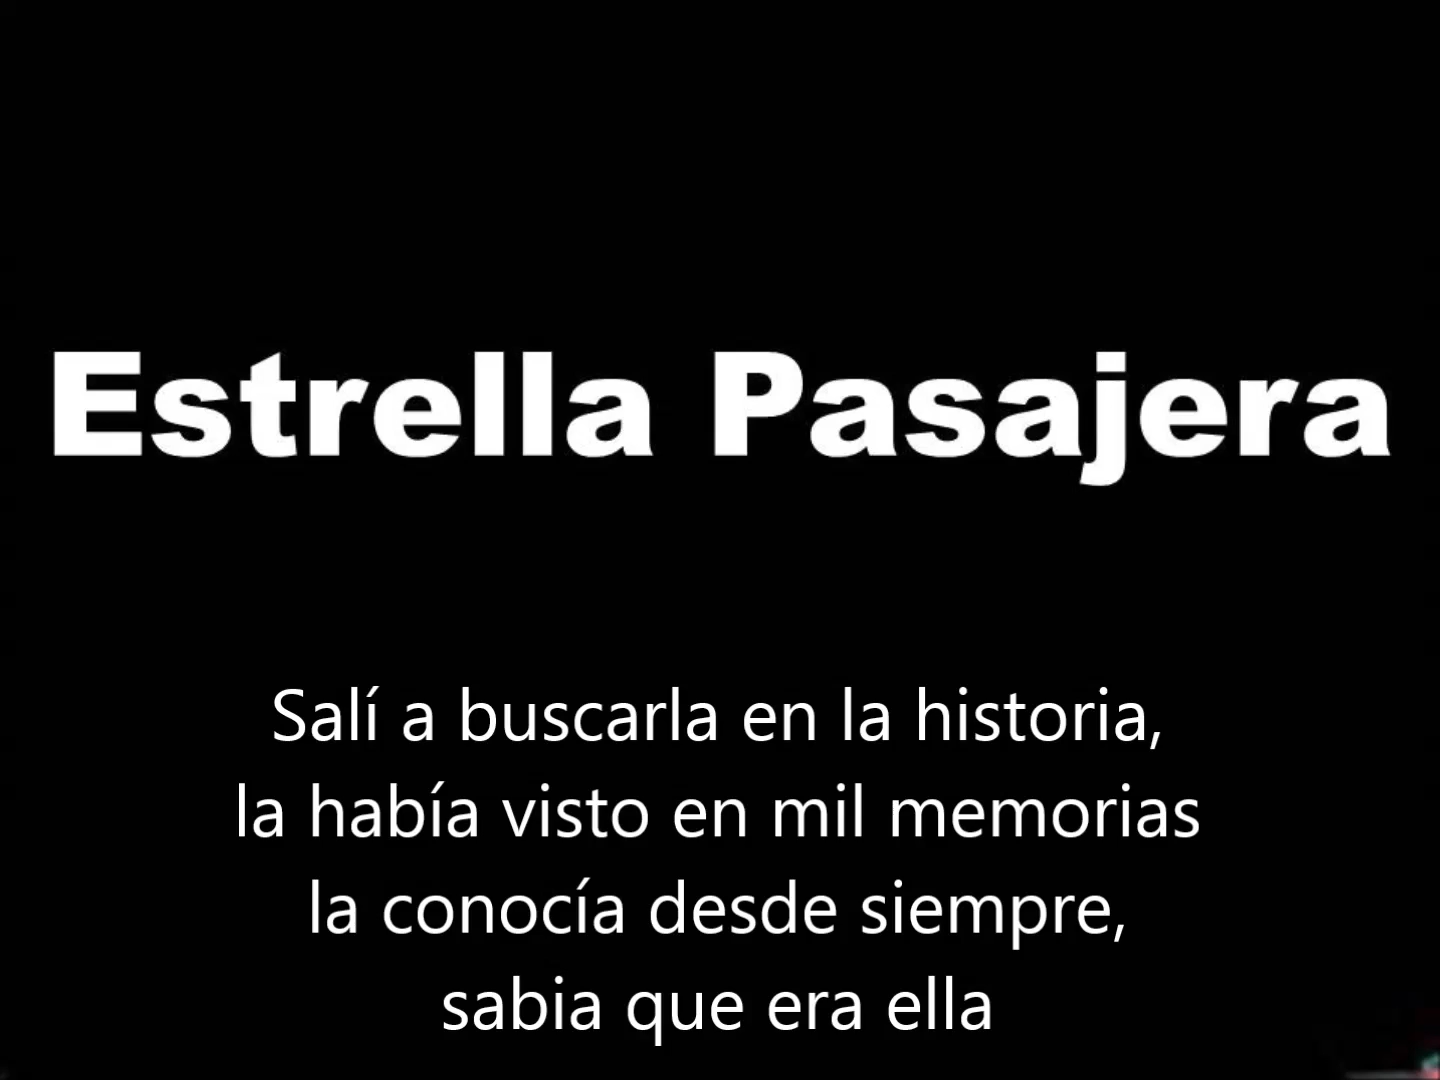 Estrella Pasajera
Salí a buscarla en la historia,
la había visto en mil memorias
la conocía desde siempre,
sabia que era ella